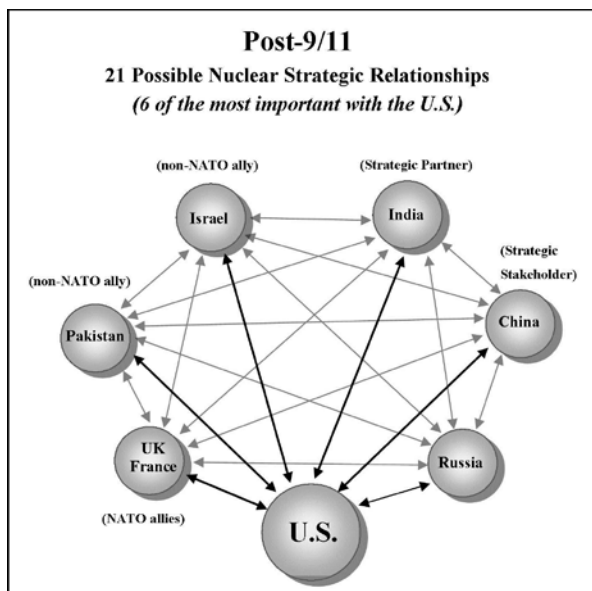 Post-9/11
21 Possible Nuclear Strategic Relationships
(6 of the most important with the U.S.)
(non-NATO ally)
(Strategic Partner)
Israel
India
(Strategic
Stakeholder)
(non-NATO ally)
Pakistan
China
UK
France
Russia
(NATO allies)
U.S.